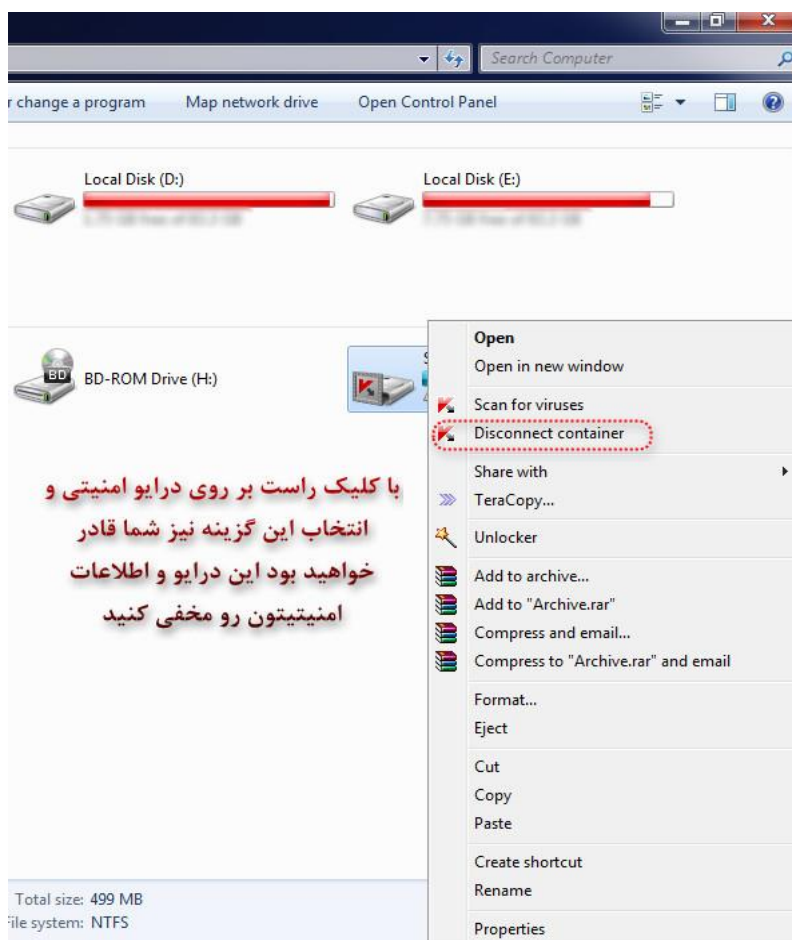 Search Computer
r change a program Map network drive Open Control Panel
Local Disk (D:) Local Disk (E:)
BD
BD-ROM Drive (H:)
با کلیک راست بر روی درایو امنیتی و
انتخاب این گزینه نیز شما قادر
خواهید بود این درایو و اطلاعات
امنیتیتون رو مخفی کنید
Open
Open in new window
Scan for viruses
Disconnect container
Share with
TeraCopy...
Unlocker
Add to archive...
Add to "Archive.rar"
Compress and email...
Compress to "Archive.rar" and email
Format...
Eject
Cut
Copy
Paste
Create shortcut
Rename
Properties
Total size: 499 MB
File system: NTFS